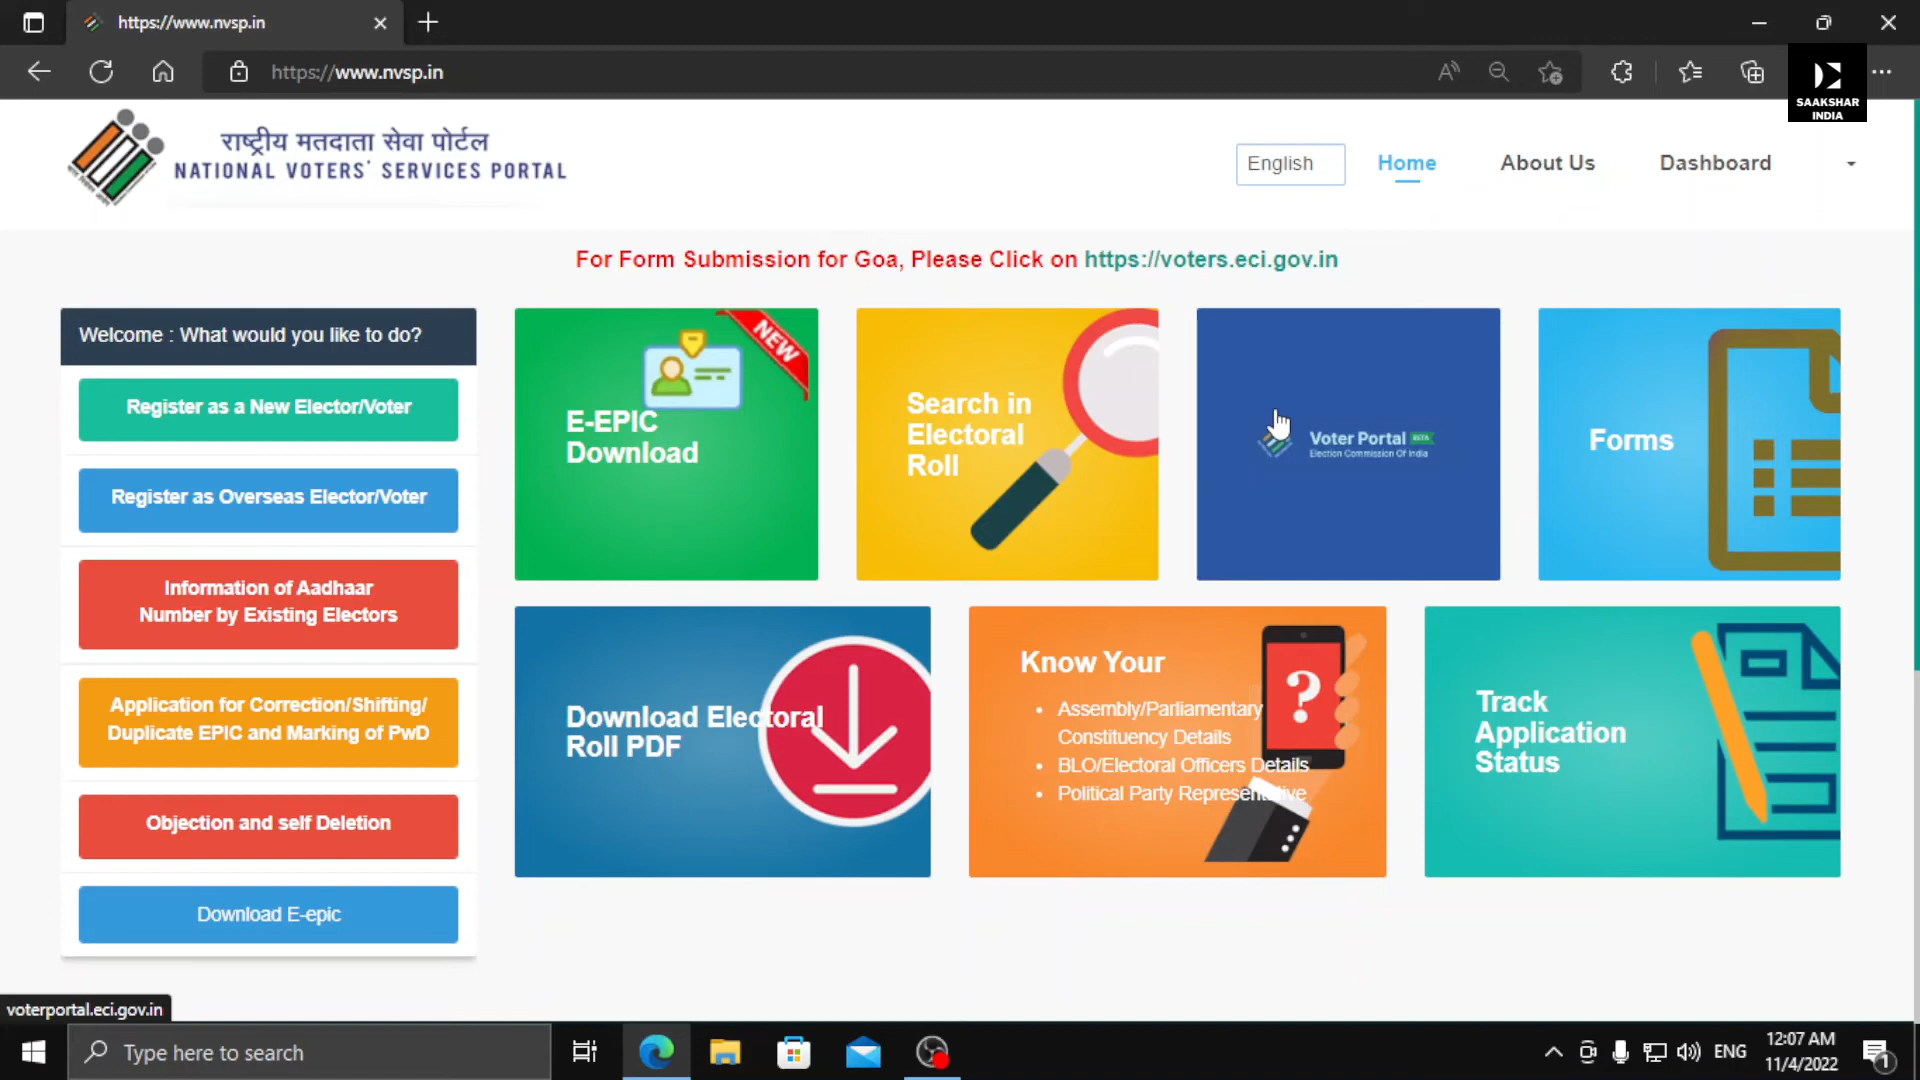 https://www.nvsp.in
https://www.nvsp.in
SAAKSHAR
INDIA
राष्ट्रीय मतदाता सेवा पोर्टल
NATIONAL VOTERS' SERVICES PORTAL
English
Home
About Us
Dashboard
For Form Submission for Goa, Please Click on https://voters.eci.gov.in
Welcome : What would you like to do?
Register as a New Elector/Voter
Register as Overseas Elector/Voter
Information of Aadhaar
Number by Existing Electors
Application for Correction/Shifting/
Duplicate EPIC and Marking of PwD
Objection and self Deletion
Download E-epic
NEW
E-EPIC
Download
Search in
Electoral
Roll
Voter Portal BETA
Election Commission Of India
Forms
Download Electoral
Roll PDF
Know Your
• Assembly/Parliamentary
Constituency Details
• BLO/Electoral Officers Details
• Political Party Representative
?
Track
Application
Status
voterportal.eci.gov.in
Type here to search
ENG
12:07 AM
11/4/2022
1